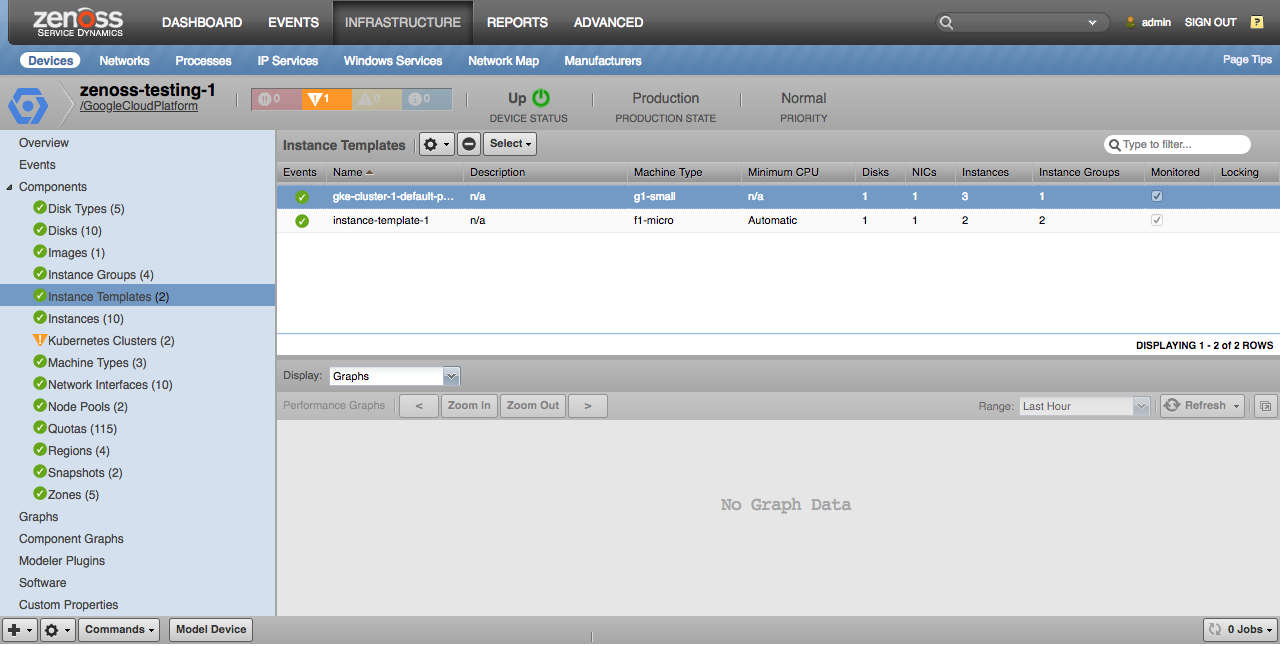 zenoss
SERVICE DYNAMICS
DASHBOARD EVENTS INFRASTRUCTURE REPORTS ADVANCED
admin SIGN OUT ?
Devices Networks Processes IP Services Windows Services Network Map Manufacturers Page Tips
zenoss-testing-1
/GoogleCloudPlatform
0 1 0 0
Up
DEVICE STATUS
Production
PRODUCTION STATE
Normal
PRIORITY
Overview
Events
Components
Disk Types (5)
Disks (10)
Images (1)
Instance Groups (4)
Instance Templates (2)
Instances (10)
Kubernetes Clusters (2)
Machine Types (3)
Network Interfaces (10)
Node Pools (2)
Quotas (115)
Regions (4)
Snapshots (2)
Zones (5)
Graphs
Component Graphs
Modeler Plugins
Software
Custom Properties
Instance Templates Select Type to filter...
Events Name Description Machine Type Minimum CPU Disks NICs Instances Instance Groups Monitored Locking
gke-cluster-1-default-p... n/a g1-small n/a 1 1 3 1
instance-template-1 n/a f1-micro Automatic 1 1 2 2
DISPLAYING 1 - 2 of 2 ROWS
Display: Graphs
Performance Graphs < Zoom In Zoom Out > Range: Last Hour Refresh
No Graph Data
Commands Model Device 0 Jobs